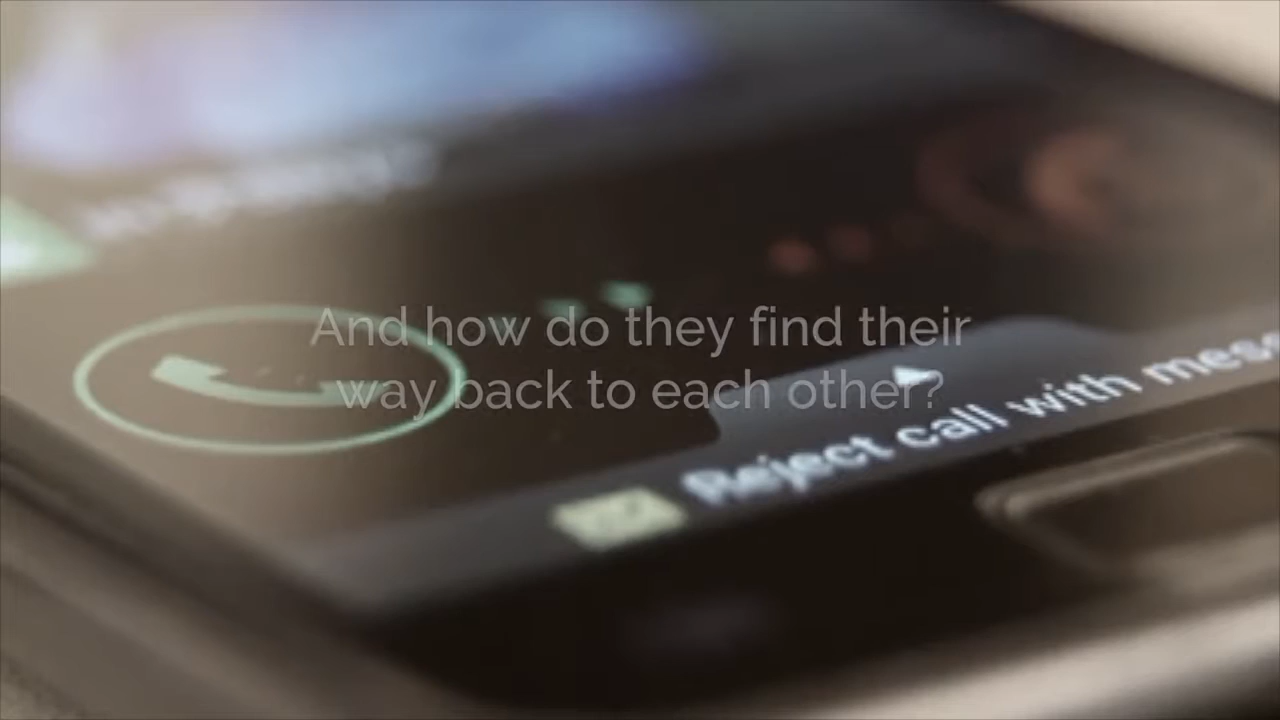 And how do they find their
way back to each other?
Reject call with mess